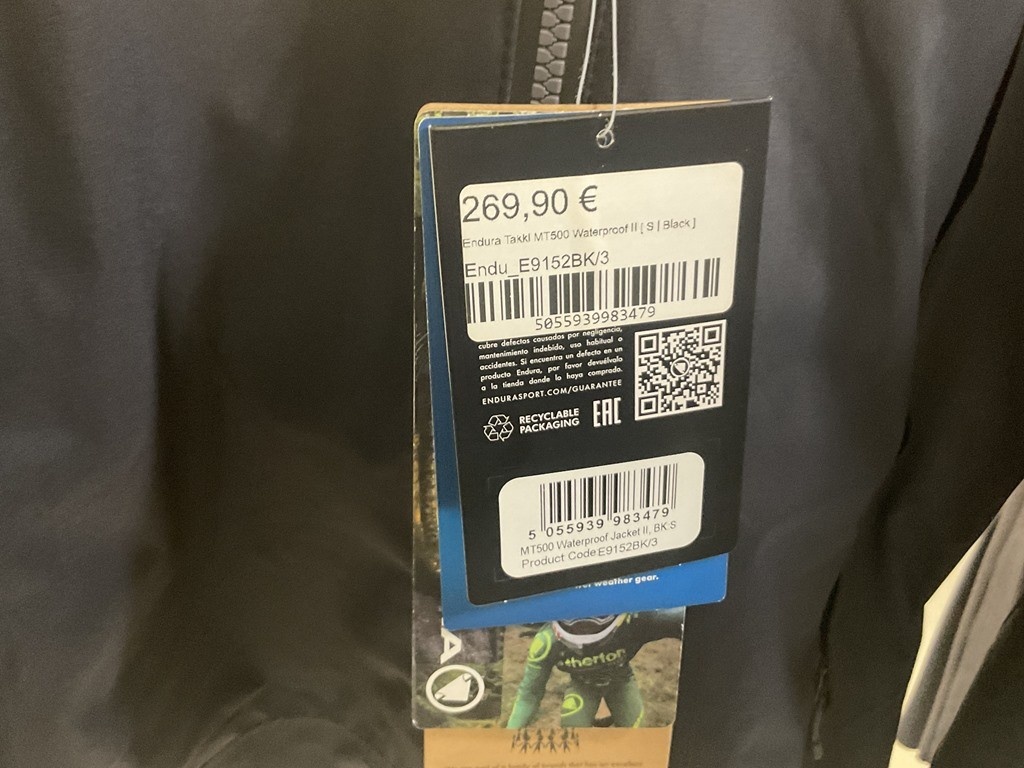 269,90 €
Endura Takki MT500 Waterproof II [ S | Black ]
Endu_E9152BK/3
5055939983479
cubre defectos causados por negligencia,
mantenimiento indebido, uso habitual o
accidentes. Si encuentra un defecto en un
producto Endura, por favor devuélvalo
a la tienda donde lo haya comprado.
ENDURASPORT.COM/GUARANTEE
RECYCLABLE
PACKAGING
EAC
5 055939 983479
MT500 Waterproof Jacket II, BK:S
Product Code:E9152BK/3
weather gear.
A
therton